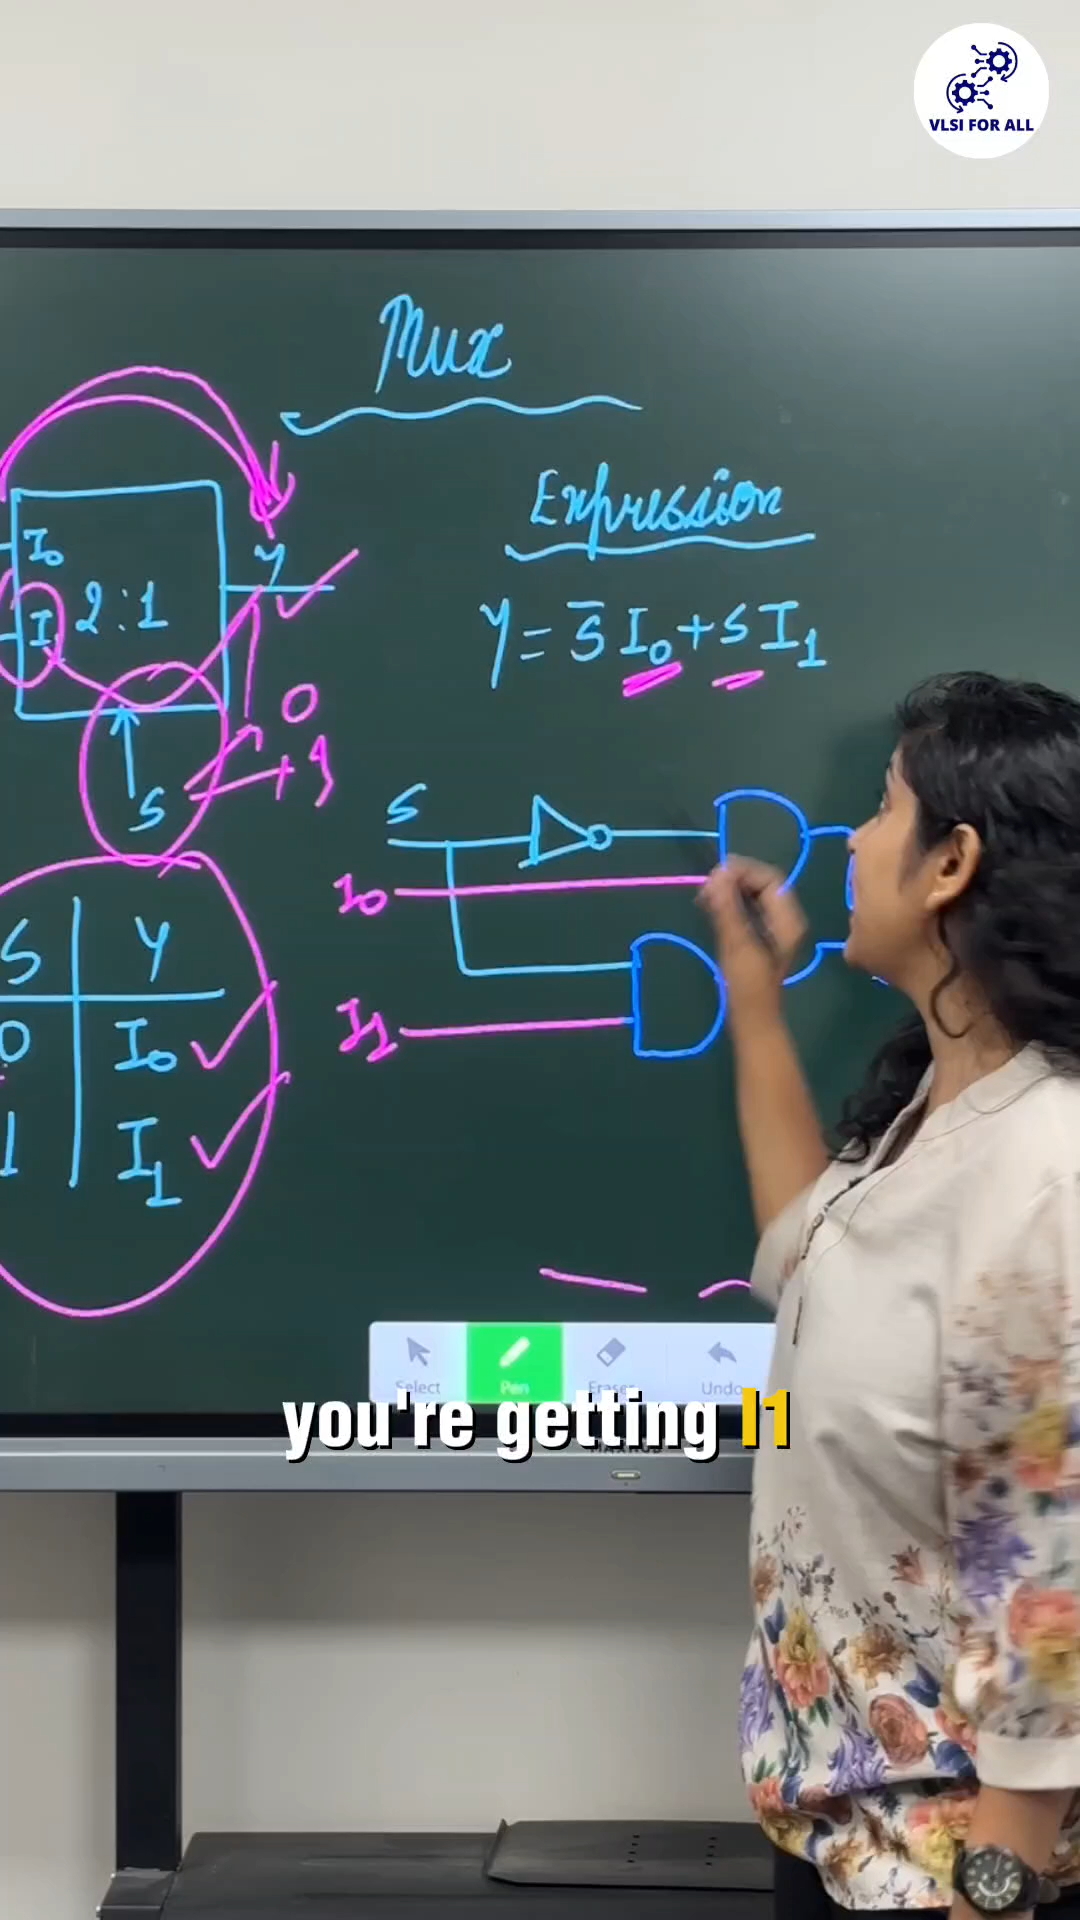 VLSI FOR ALL
Mux
Expression
Y = S̅ I₀ + S I₁
I₀
I₁
2:1
Y
0
1
S
S
I₀
I₁
S Y
0 I₀
1 I₁
Select Pen Eraser Undo
you're getting I1